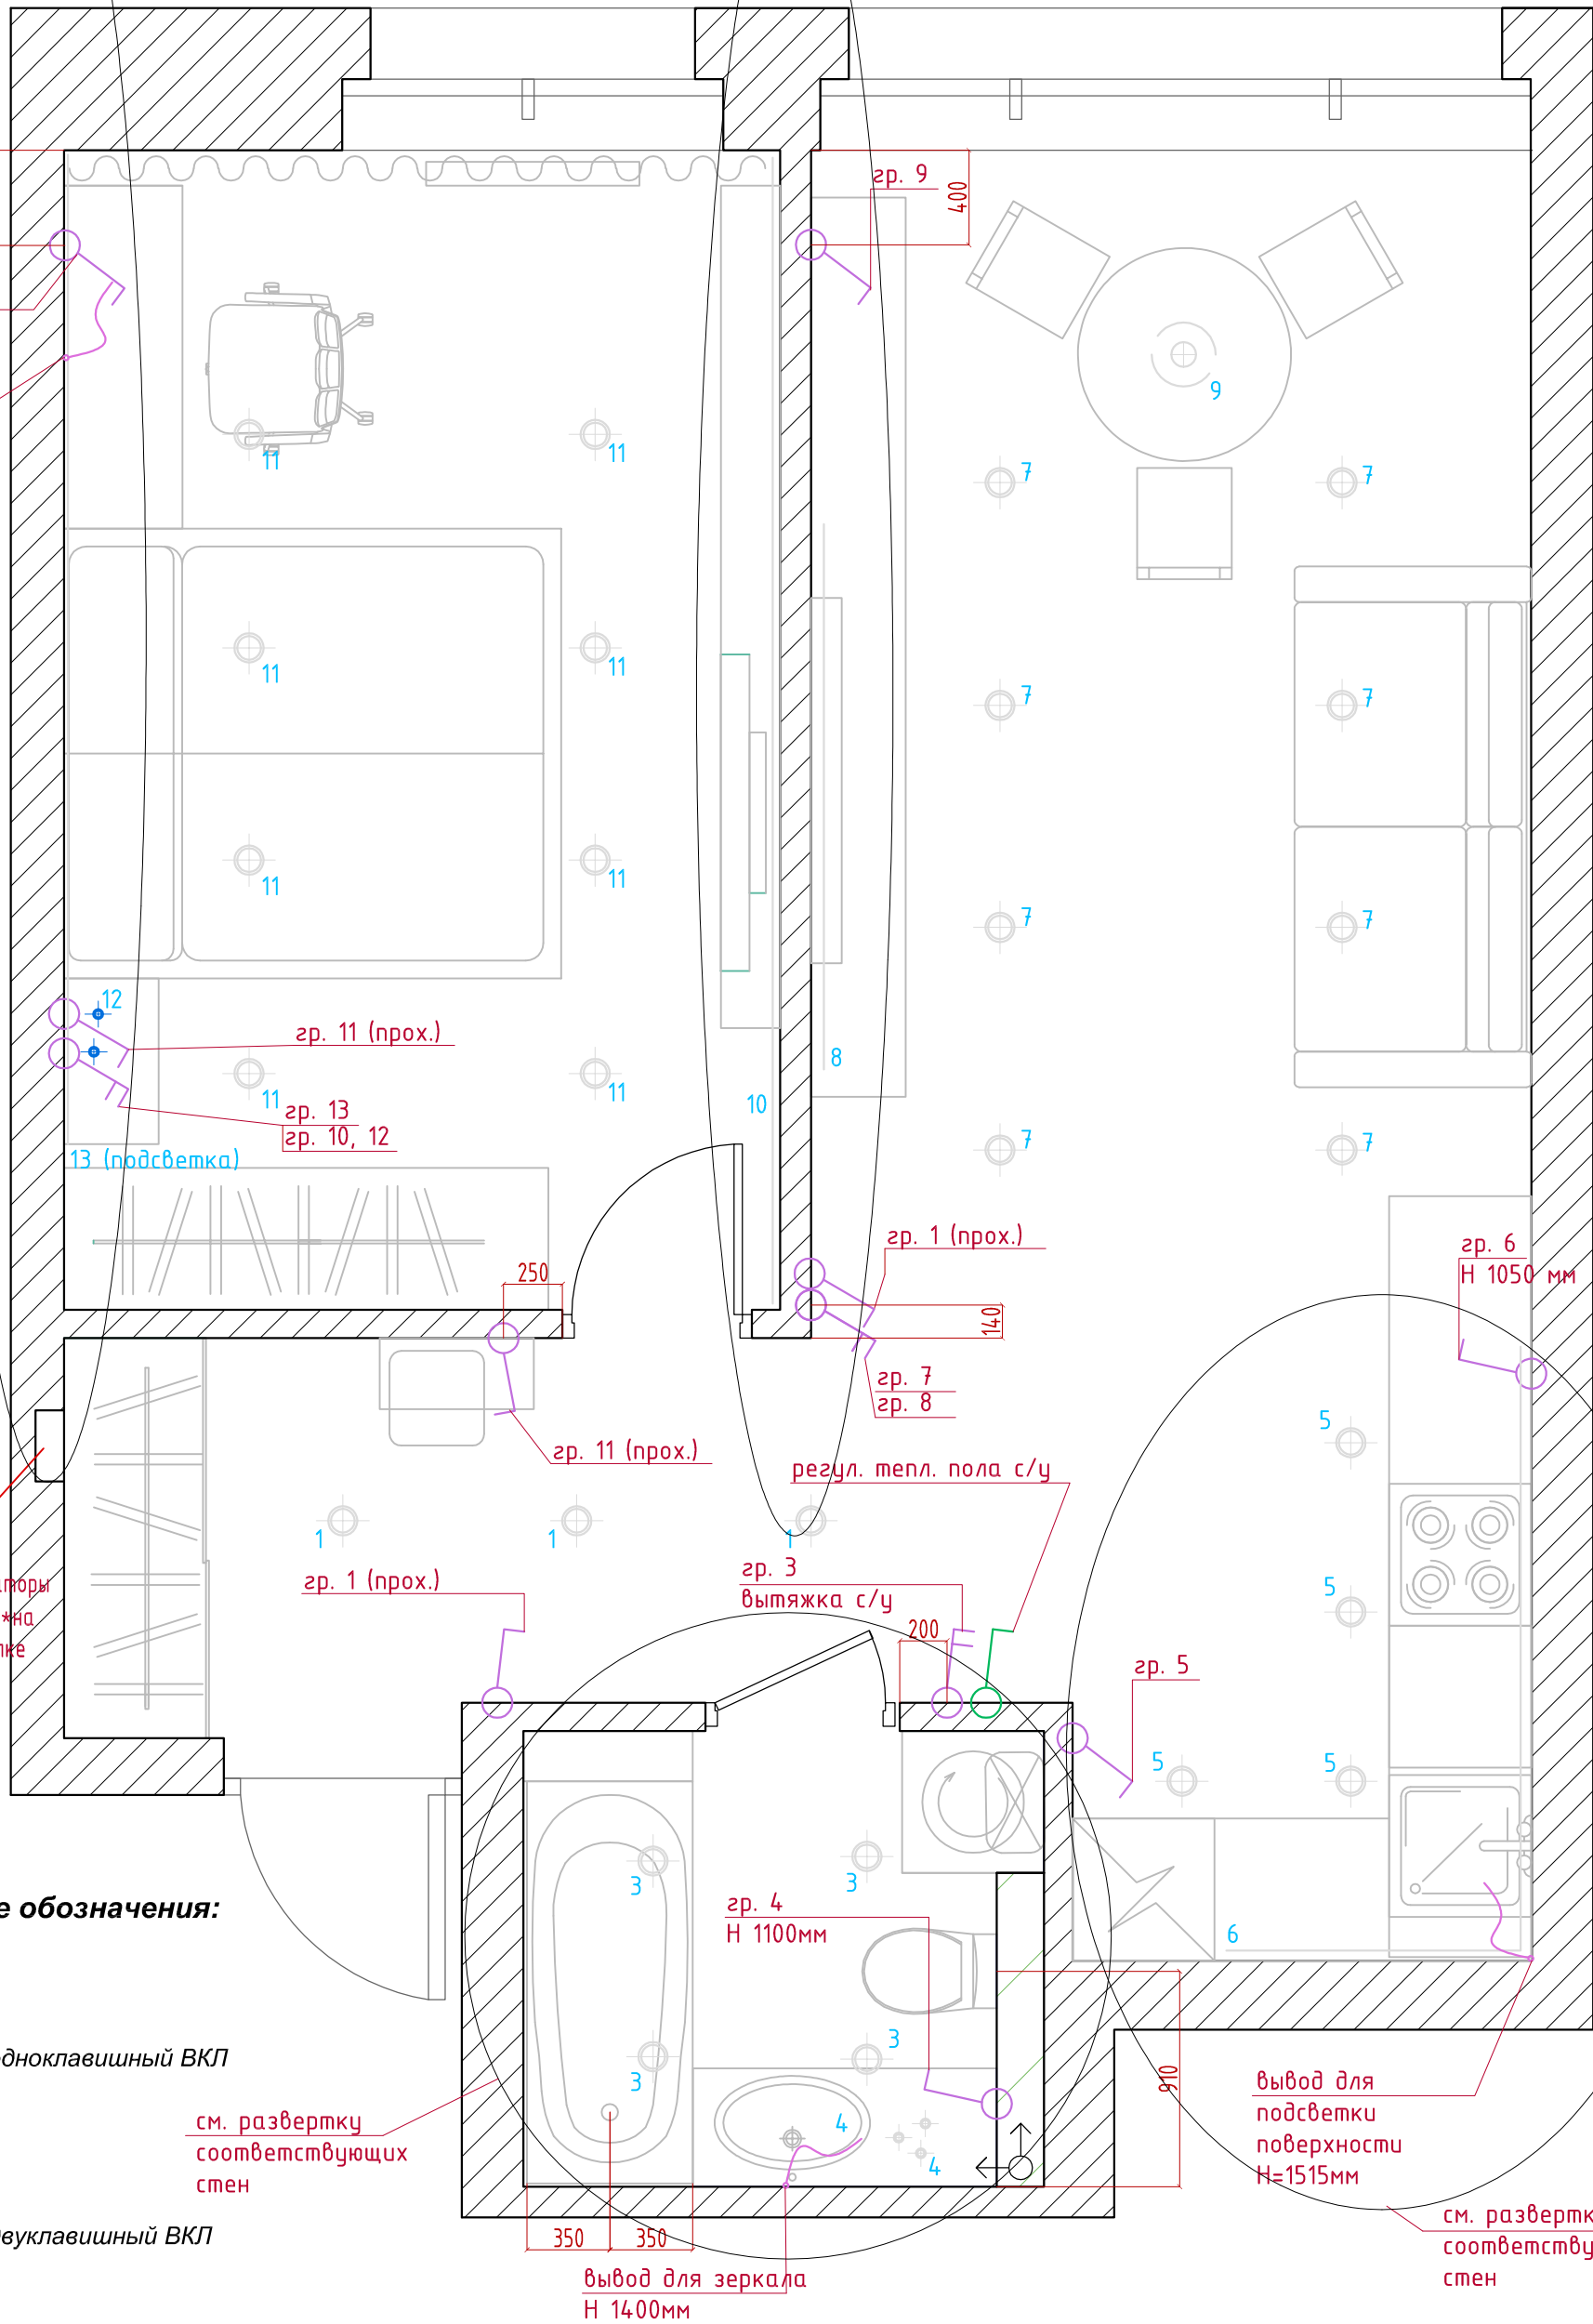 гр. 9
400
9
11
11
7
7
11
11
7
7
11
11
7
7
12
гр. 11 (прох.)
8
10
11
11
гр. 13
гр. 10, 12
7
7
13 (подсветка)
гр. 1 (прох.)
гр. 6
Н 1050 мм
250
140
гр. 7
гр. 8
гр. 11 (прох.)
5
регул. тепл. пола с/у
1
1
1
гр. 1 (прох.)
гр. 3
вытяжка с/у
5
*на
200
гр. 5
5
5
3
3
гр. 4
Н 1100мм
обозначения:
6
3
3
910
4
4
одноклавишный ВКЛ
см. развертку
соответствующих
стен
вывод для
подсветки
поверхности
Н=1515мм
двуклавишный ВКЛ
350
350
вывод для зеркала
Н 1400мм
см.
стен